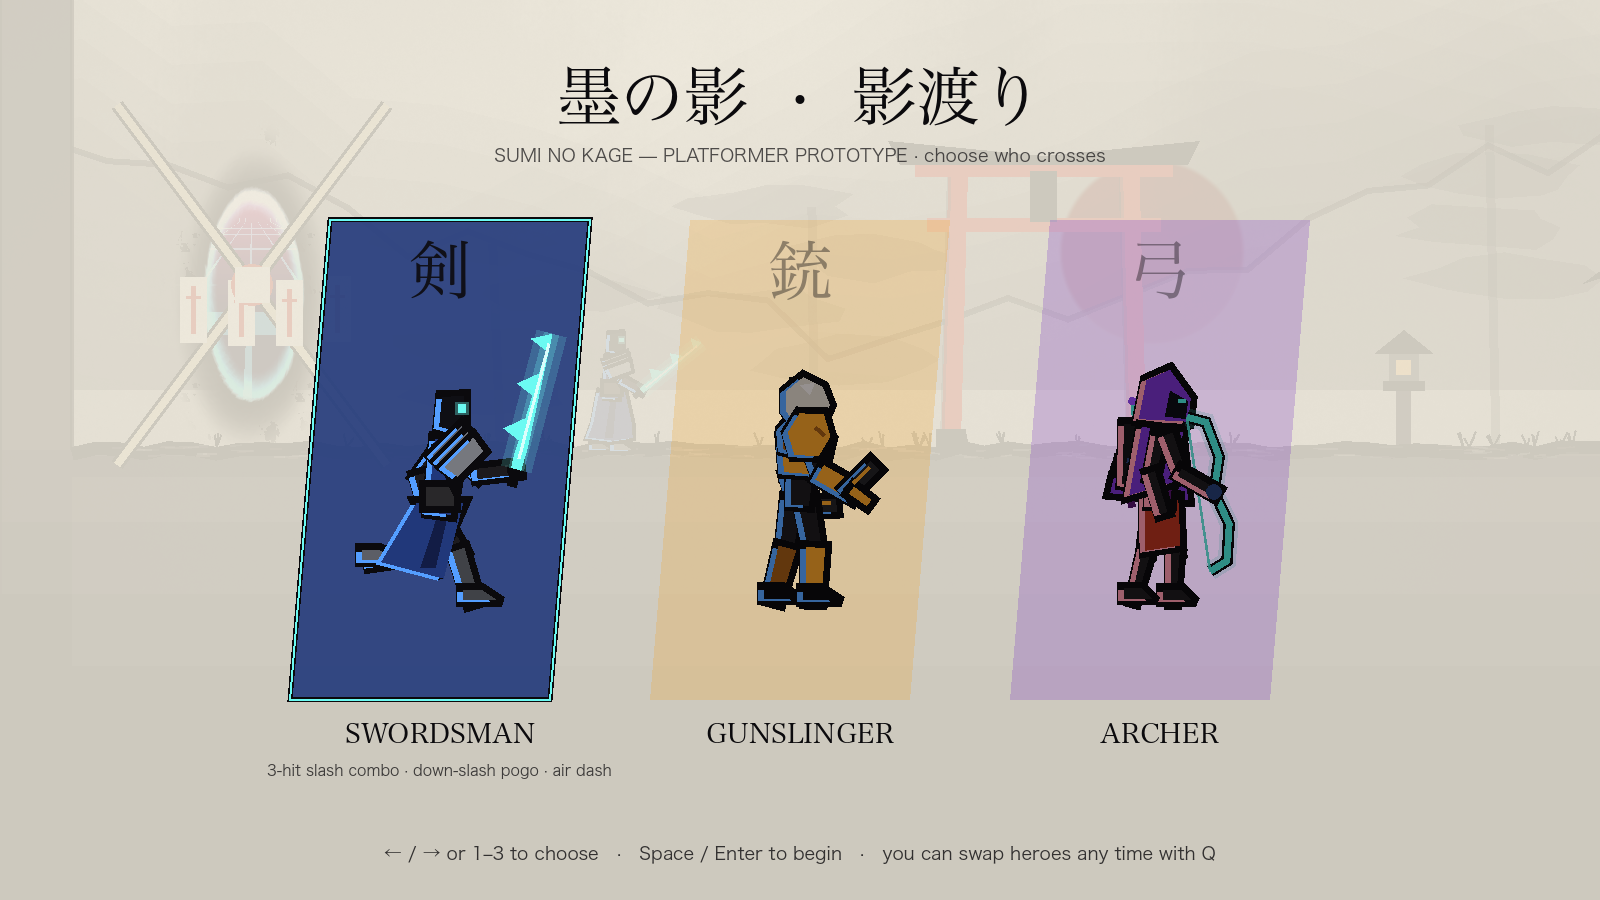 墨の影 · 影渡り
SUMI NO KAGE — PLATFORMER PROTOTYPE · choose who crosses
剣
銃
弓
SWORDSMAN
GUNSLINGER
ARCHER
3-hit slash combo · down-slash pogo · air dash
← / → or 1–3 to choose · Space / Enter to begin · you can swap heroes any time with Q